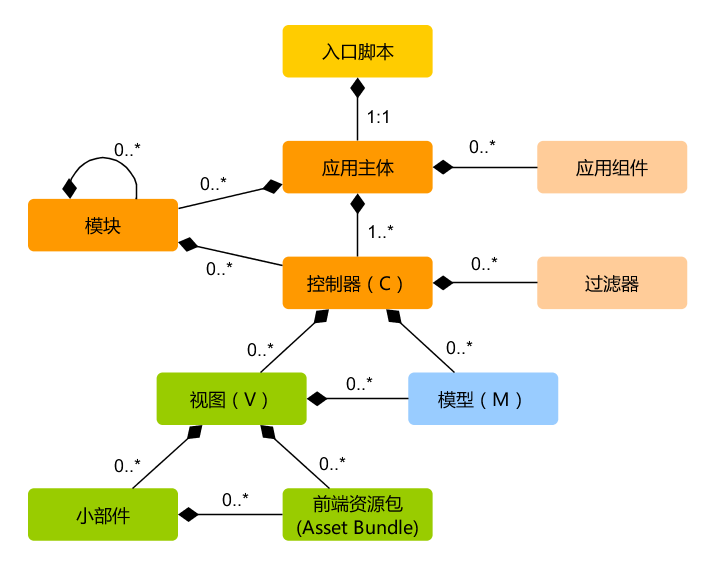 入口脚本
1:1
0..*
应用主体
0..*
应用组件
0..*
模块
1..*
0..*
控制器（C）
0..*
过滤器
0..*
0..*
视图（V）
0..*
模型（M）
0..*
0..*
小部件
0..*
前端资源包
(Asset Bundle)